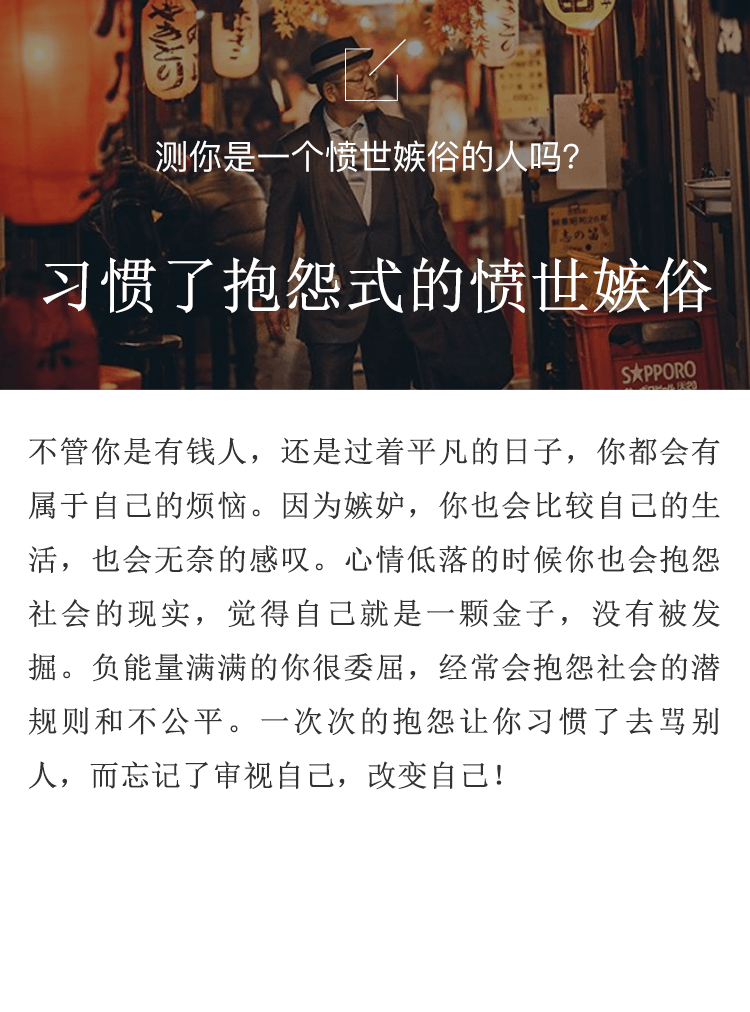 测你是一个愤世嫉俗的人吗？
习惯了抱怨式的愤世嫉俗
SAPPORO
不管你是有钱人，还是过着平凡的日子，你都会有
属于自己的烦恼。因为嫉妒，你也会比较自己的生
活，也会无奈的感叹。心情低落的时候你也会抱怨
社会的现实，觉得自己就是一颗金子，没有被发
掘。负能量满满的你很委屈，经常会抱怨社会的潜
规则和不公平。一次次的抱怨让你习惯了去骂别
人，而忘记了审视自己，改变自己！